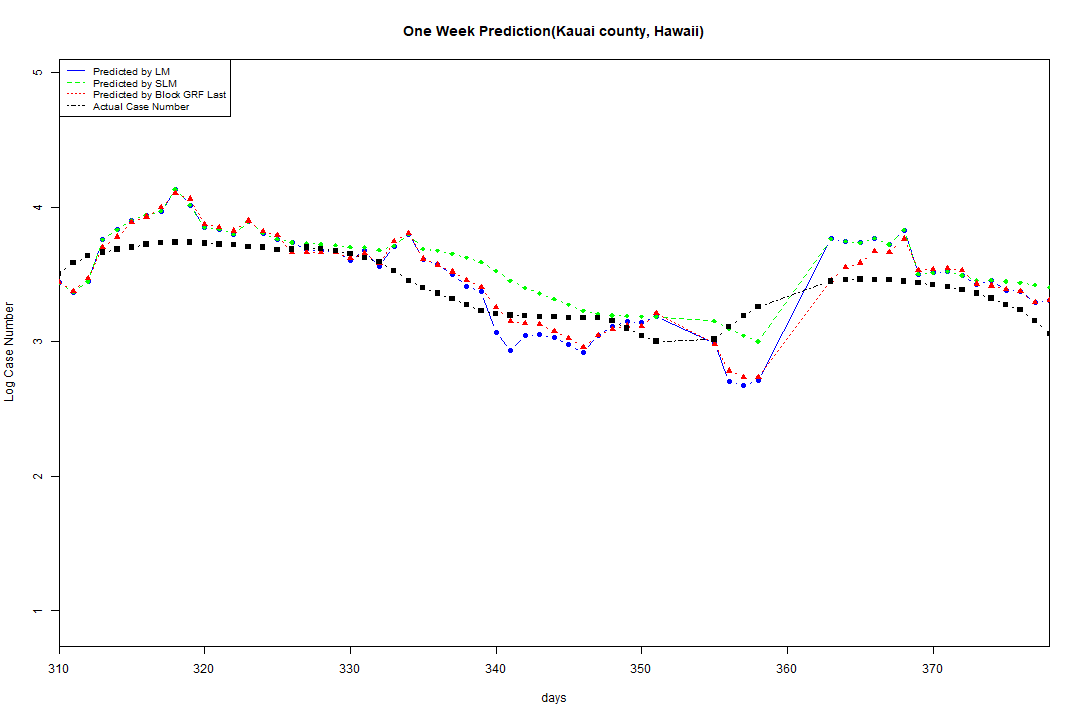 One Week Prediction(Kauai county, Hawaii)
Predicted by LM
Predicted by SLM
Predicted by Block GRF Last
Actual Case Number
5
4
3
2
1
Log Case Number
310 320 330 340 350 360 370
days